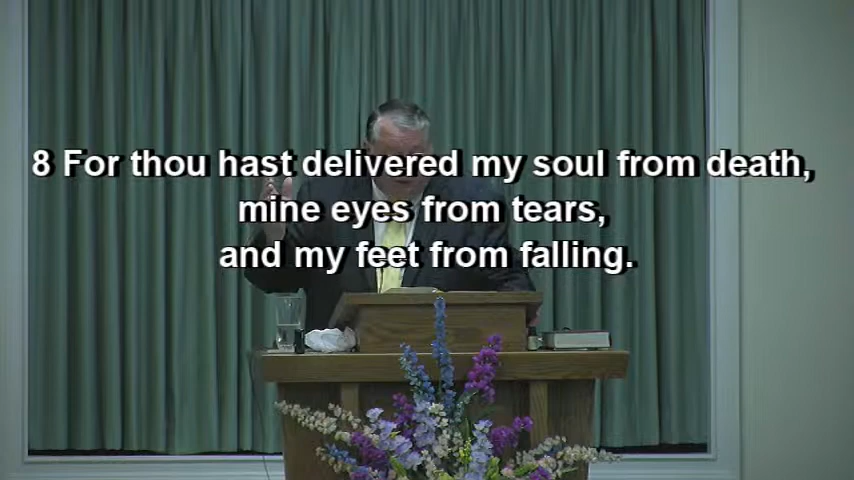 8 For thou hast delivered my soul from death,
mine eyes from tears,
and my feet from falling.